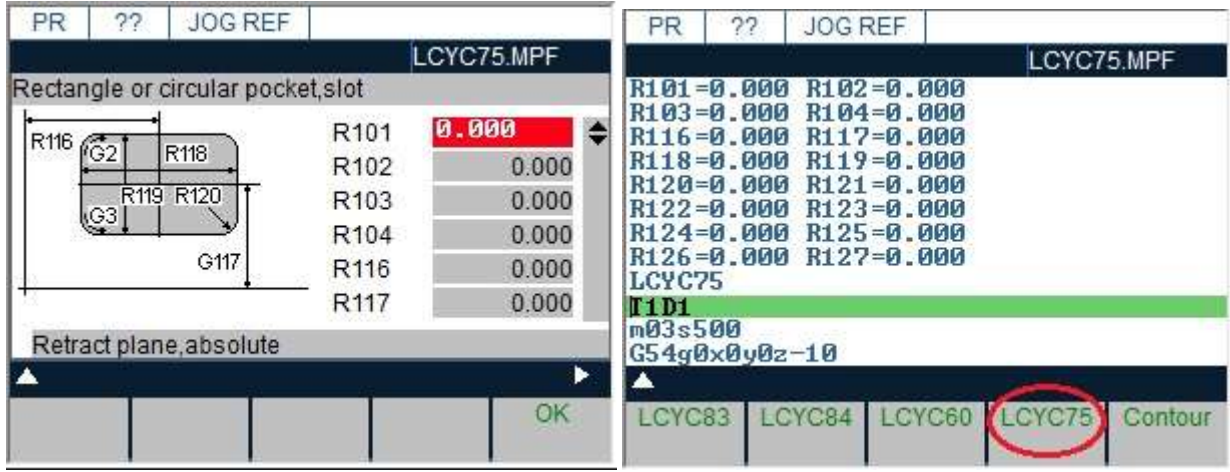 PR ?? JOG REF
LCYC75.MPF
Rectangle or circular pocket,slot
R116
G2
R118
R119
R120
G3
G117
R101 0.000
R102 0.000
R103 0.000
R104 0.000
R116 0.000
R117 0.000
Retract plane,absolute
OK
PR ?? JOG REF
LCYC75.MPF
R101=0.000 R102=0.000
R103=0.000 R104=0.000
R116=0.000 R117=0.000
R118=0.000 R119=0.000
R120=0.000 R121=0.000
R122=0.000 R123=0.000
R124=0.000 R125=0.000
R126=0.000 R127=0.000
LCYC75
T1D1
m03s500
G54g0x0y0z-10
LCYC83 LCYC84 LCYC60 LCYC75 Contour